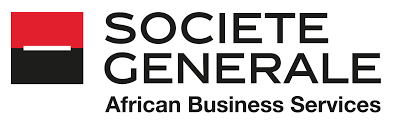 SOCIETE
GENERALE
African Business Services